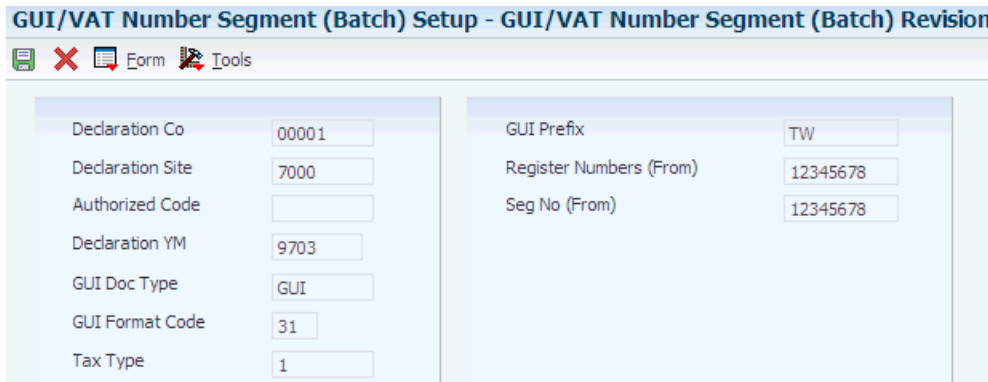 GUI/VAT Number Segment (Batch) Setup - GUI/VAT Number Segment (Batch) Revision
Form Tools
Declaration Co 00001
Declaration Site 7000
Authorized Code
Declaration YM 9703
GUI Doc Type GUI
GUI Format Code 31
Tax Type 1
GUI Prefix TW
Register Numbers (From) 12345678
Seg No (From) 12345678